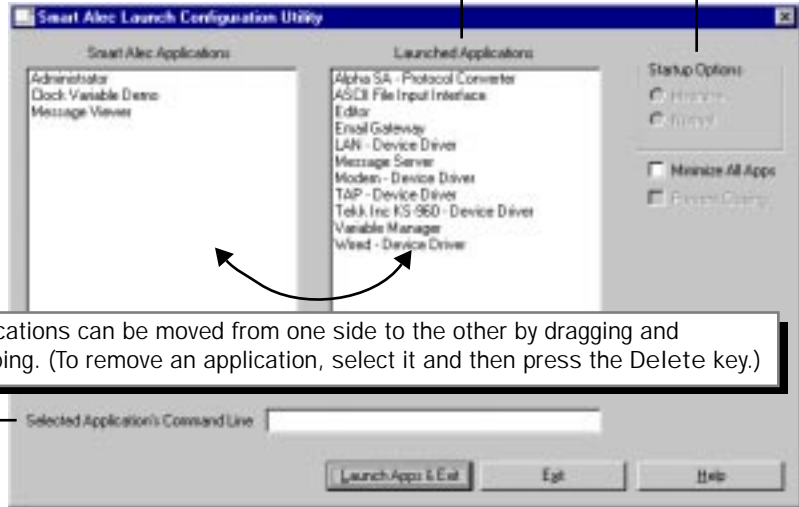 Smart Alec Launch Configuration Utility
Smart Alec Applications
Administrator
Clock Variable Demo
Message Viewer
Launched Applications
Alpha SA - Protocol Converter
ASCII File Input Interface
Editor
Email Gateway
LAN - Device Driver
Message Server
Modem - Device Driver
TAP - Device Driver
Tekk Inc KS-960 - Device Driver
Variable Manager
Wired - Device Driver
Startup Options
Minimize
Normal
Minimize All Apps
cations can be moved from one side to the other by dragging and
ping. (To remove an application, select it and then press the Delete key.)
Selected Application's Command Line
Launch Apps & Exit
Exit
Help